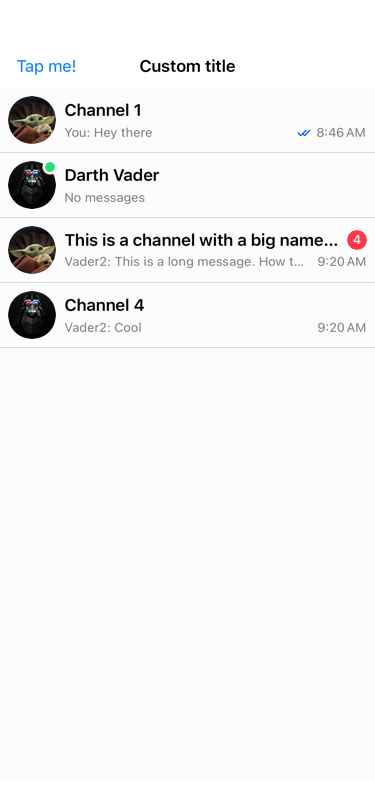 Tap me! Custom title
Channel 1
You: Hey there 8:46 AM
Darth Vader
No messages
This is a channel with a big name... 4
Vader2: This is a long message. How t... 9:20 AM
Channel 4
Vader2: Cool 9:20 AM